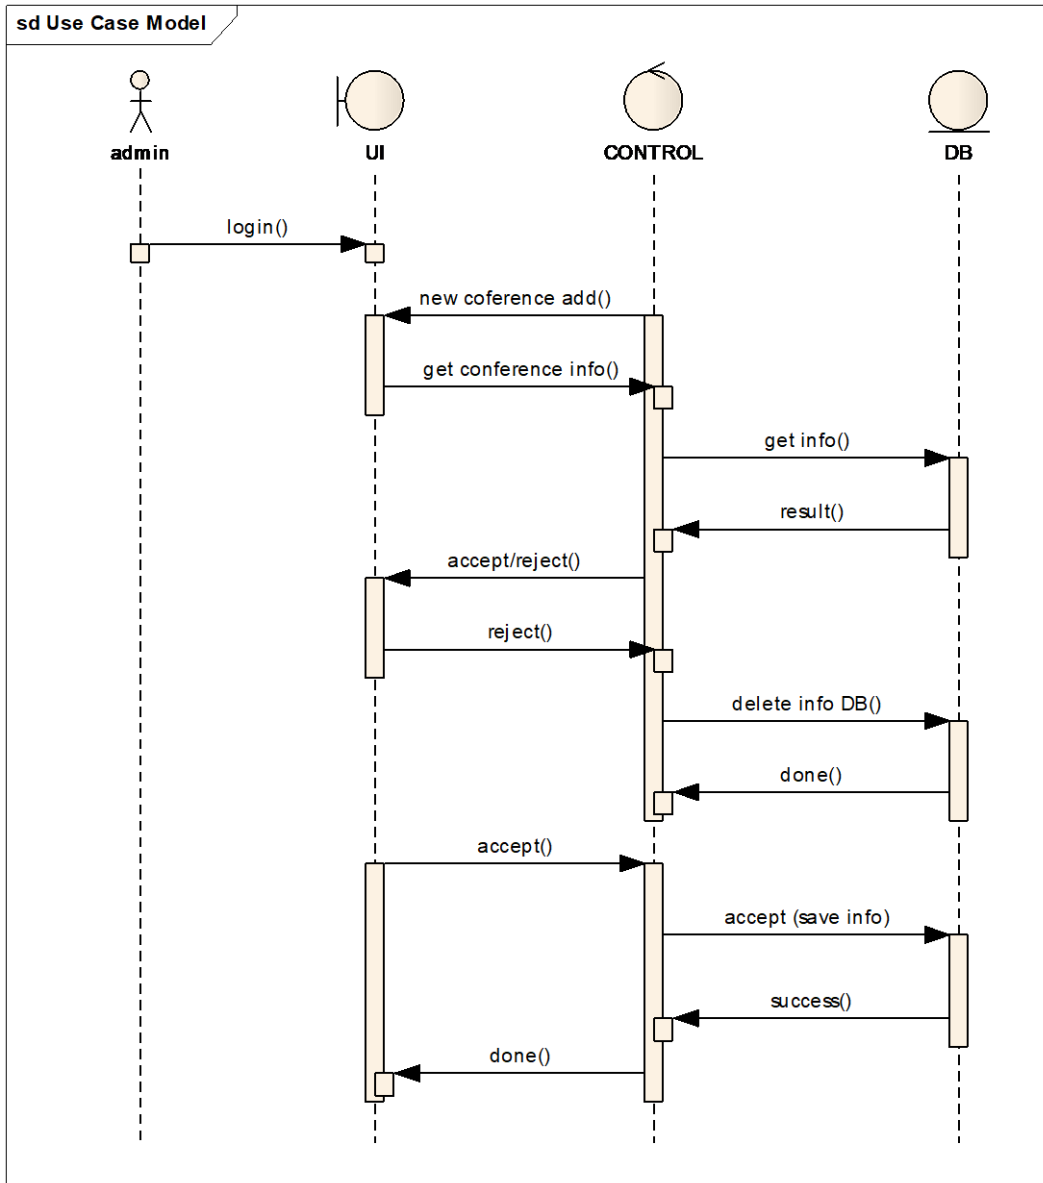 sd Use Case Model
admin
UI
CONTROL
DB
login()
new coference add()
get conference info()
get info()
result()
accept/reject()
reject()
delete info DB()
done()
accept()
accept (save info)
success()
done()